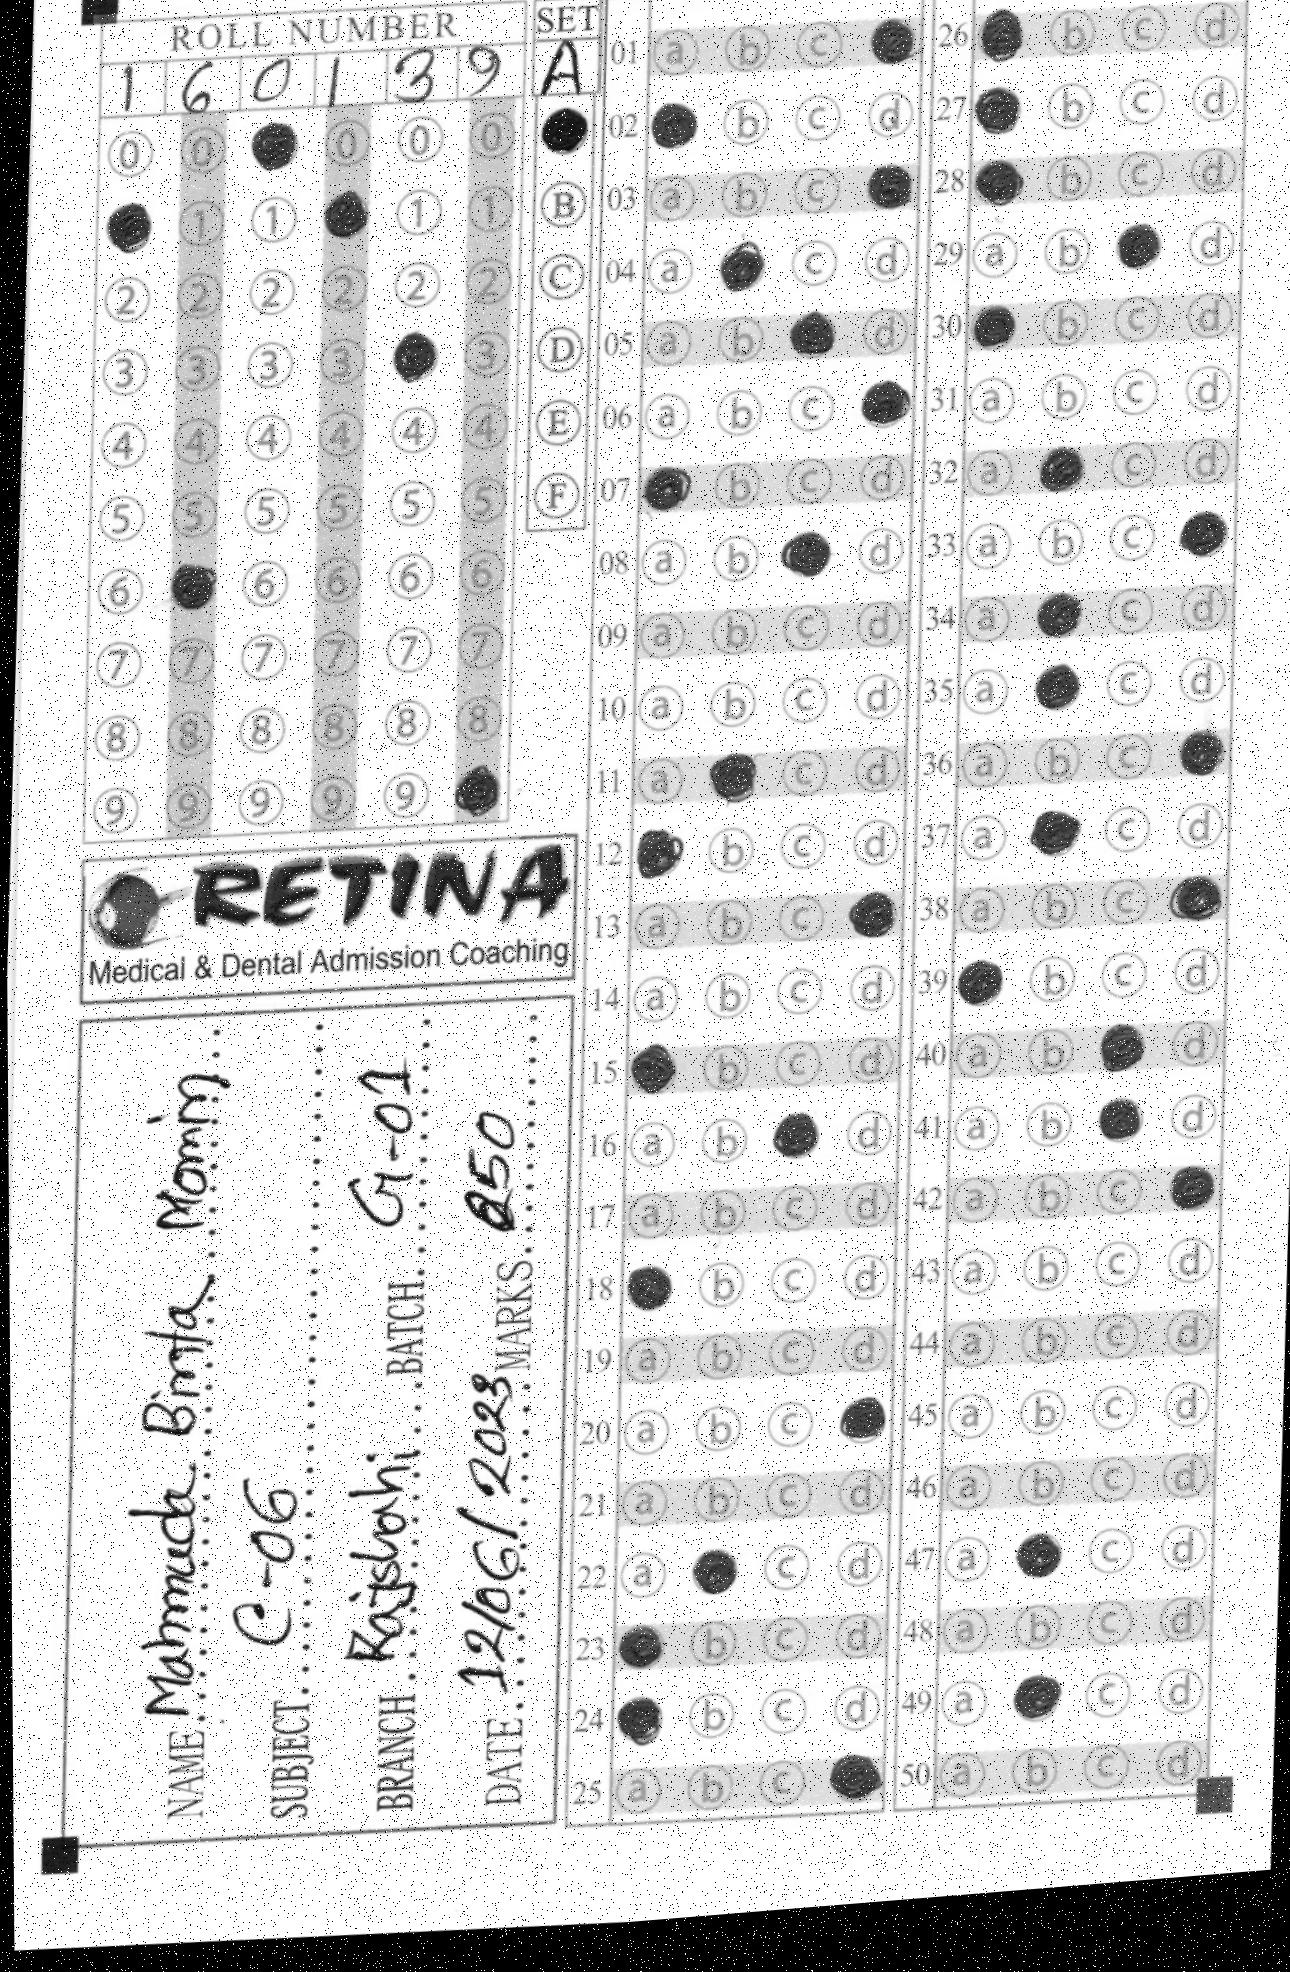 ROLL NUMBER
1 6 0 1 3 9
0 0 0 0 0
1 1 1 1
2 2 2 2 2 2
3 3 3 3 3
4 4 4 4 4 4
5 5 5 5 5 5
6 6 6 6 6
7 7 7 7 7 7
8 8 8 8 8 8
9 9 9 9 9
SET
A
B
C
D
E
F
RETINA
Medical & Dental Admission Coaching
NAME Mahmuda Binta Momin
SUBJECT C-06
BRANCH Rajshahi BATCH G-01
DATE 12/06/2023 MARKS 250
01 a b c
02 b c d
03 a b c
04 a c d
05 a b d
06 a b c
07 b c d
08 a b d
09 a b c d
10 a b c d
11 a c d
12 b c d
13 a b c
14 a b c d
15 b c d
16 a b d
17 a b c d
18 b c d
19 a b c d
20 a b c
21 a b c d
22 a c d
23 b c d
24 b c d
25 a b c
26 b c d
27 b c d
28 b c d
29 a b d
30 b c d
31 a b c d
32 a c d
33 a b c
34 a c d
35 a c d
36 a b c
37 a c d
38 a b c
39 b c d
40 a b d
41 a b d
42 a b c
43 a b c d
44 a b c d
45 a b c d
46 a b c d
47 a c d
48 a b c d
49 a c d
50 a b c d